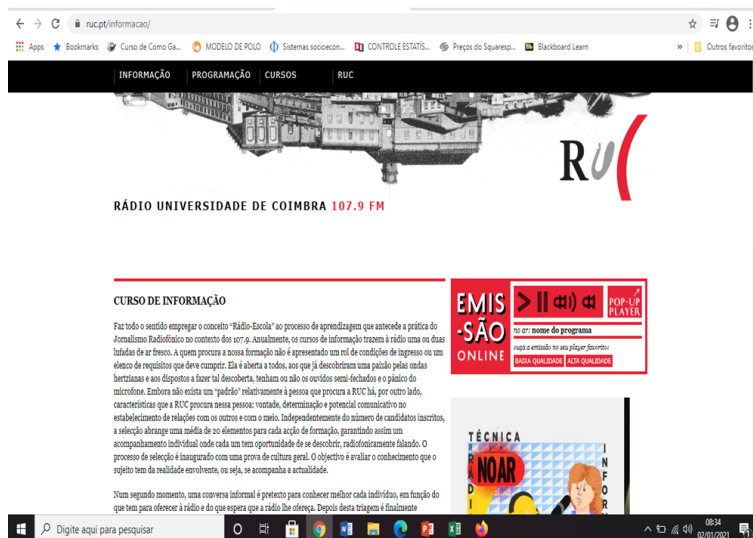 ruc.pt/informacao/
Apps Bookmarks Curso de Como Ga... MODELO DE POLO Sistemas socioecon... CONTROLE ESTATÍS... Preços do Squaresp... Blackboard Learn » Outros favoritos
INFORMAÇÃO PROGRAMAÇÃO CURSOS RUC
RUC
RÁDIO UNIVERSIDADE DE COIMBRA 107.9 FM
CURSO DE INFORMAÇÃO
Faz todo o sentido empregar o conceito “Rádio-Escola” ao processo de aprendizagem que antecede a prática do
Jornalismo Radiofónico no contexto dos 107.9. Anualmente, os cursos de informação trazem à rádio uma ou duas
lufadas de ar fresco. A quem procura a nossa formação não é apresentado um rol de condições de ingresso ou um
elenco de requisitos que deve cumprir. Ela é aberta a todos, aos que já descobriram uma paixão pelas ondas
hertzianas e aos dispostos a fazer tal descoberta, tenham ou não os ouvidos semi-fechados e o pânico do
microfone. Embora não exista um “padrão” relativamente à pessoa que procura a RUC há, por outro lado,
características que a RUC procura nessa pessoa: vontade, determinação e potencial comunicativo no
estabelecimento de relações com os outros e com o meio. Independentemente do número de candidatos inscritos,
a selecção abrange uma média de 20 elementos para cada acção de formação, garantindo assim um
acompanhamento individual onde cada um tem oportunidade de se descobrir, radiofonicamente falando. O
processo de selecção é inaugurado com uma prova de cultura geral. O objectivo é avaliar o conhecimento que o
sujeito tem da realidade envolvente, ou seja, se acompanha a actualidade.
Num segundo momento, uma conversa informal é pretexto para conhecer melhor cada indivíduo, em função do
que tem para oferecer à rádio e do que espera que a rádio lhe ofereça. Depois desta triagem é finalmente
EMIS
-SÃO
ONLINE
POP-UP
PLAYER
no ar: nome do programa
ouça a emissão no seu player favorito:
BAIXA QUALIDADE ALTA QUALIDADE
TÉCNICA
RÁDI
NOAR
INFOR
Digite aqui para pesquisar
08:34
02/01/2021